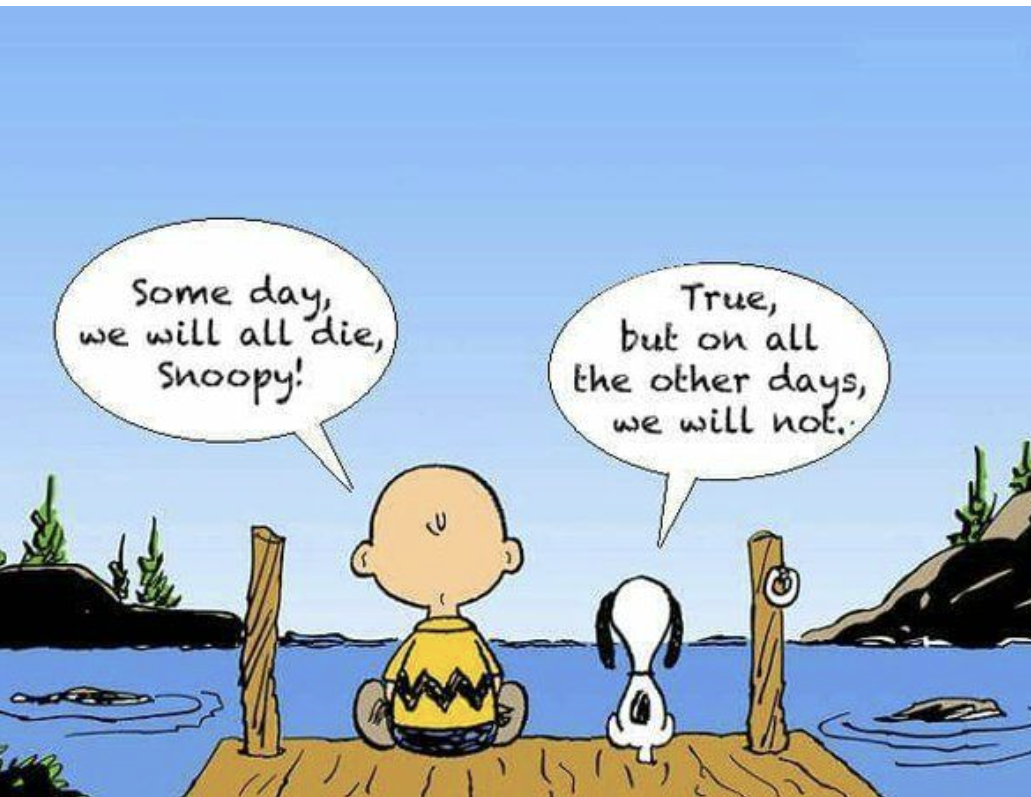 Some day,
we will all die,
Snoopy!
True,
but on all
the other days,
we will not.